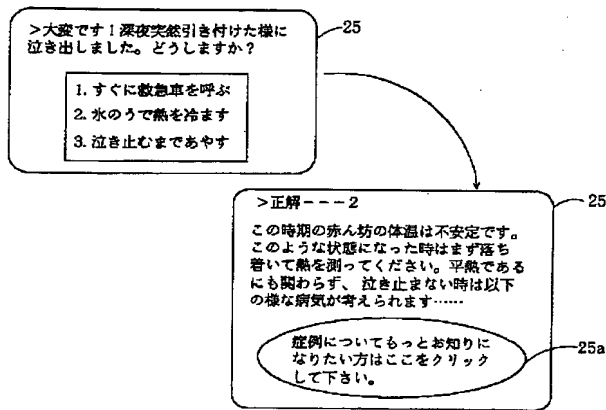 >大変です！深夜突然引き付けた様に
泣き出しました。どうしますか？
25
1. すぐに救急車を呼ぶ
2. 氷のうで熱を冷ます
3. 泣き止むまであやす
>正解---2
25
この時期の赤ん坊の体温は不安定です。
このような状態になった時はまず落ち
着いて熱を測ってください。平熱である
にも関わらず、泣き止まない時は以下
の様な病気が考えられます……
症例についてもっとお知りに
なりたい方はここをクリック
して下さい。
25a